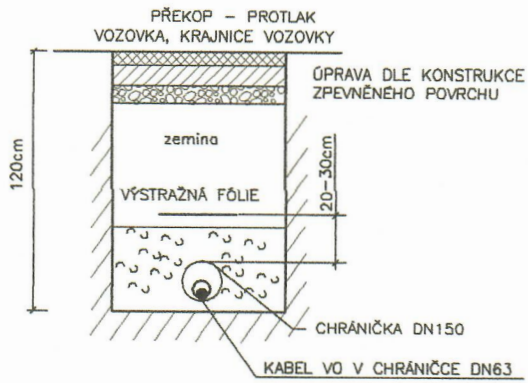 PŘEKOP - PROTLAK
VOZOVKA, KRAJNICE VOZOVKY
ÚPRAVA DLE KONSTRUKCE
ZPEVNĚNÉHO POVRCHU
zemina
120cm
20-30cm
VÝSTRAŽNÁ FÓLIE
CHRÁNIČKA DN150
KABEL VO V CHRÁNIČCE DN63